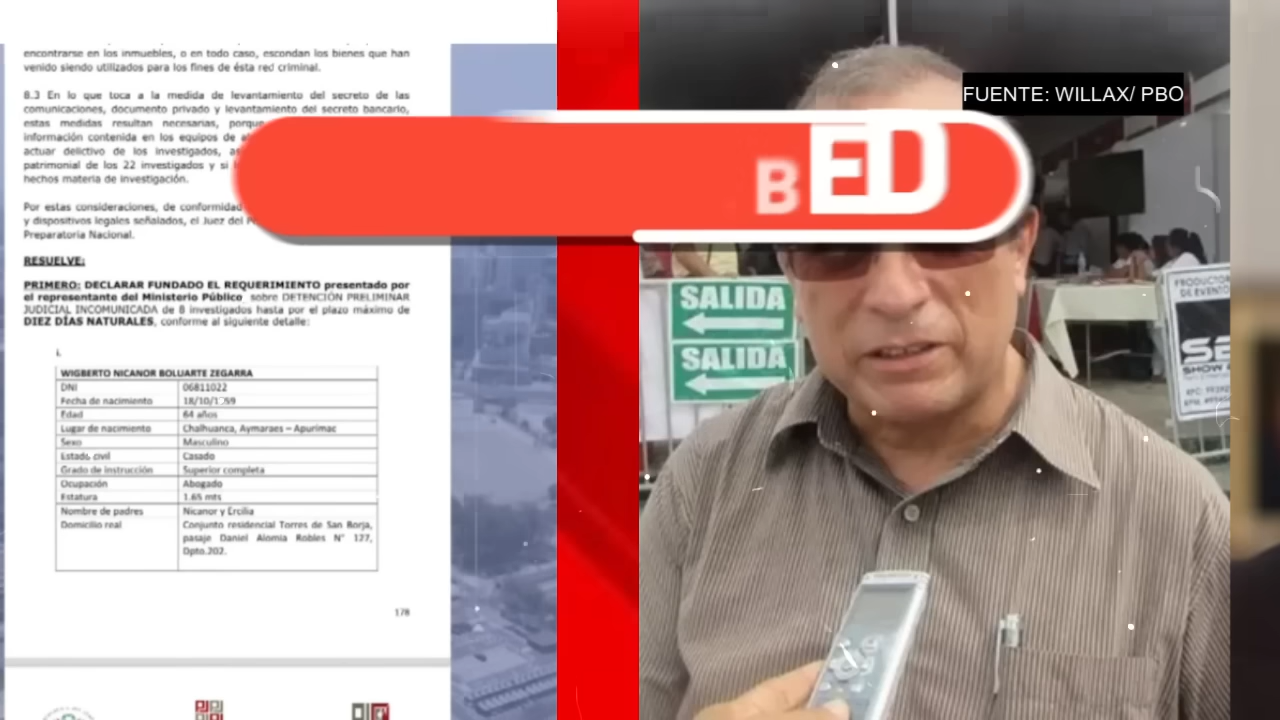 encontrarse en los inmuebles, o en todo caso, escondan los bienes que han
venido siendo utilizados para los fines de ésta red criminal.
8.3 En lo que toca a la medida de levantamiento del secreto de las
comunicaciones, documento privado y levantamiento del secreto bancario,
estas medidas resultan necesarias,
información contenida en los equipos de
actuar delictivo de los investigados,
patrimonial de los 22 investigados y si
hechos materia de investigación.
Por estas consideraciones, de conformidad
y dispositivos legales señalados, el Juez del
Preparatoria Nacional.
RESUELVE:
PRIMERO: DECLARAR FUNDADO EL REQUERIMIENTO presentado por
el representante del Ministerio Público sobre DETENCIÓN PRELIMINAR
JUDICIAL INCOMUNICADA de 8 investigados hasta por el plazo máximo de
DIEZ DÍAS NATURALES, conforme al siguiente detalle:
i.
WIGBERTO NICANOR BOLUARTE ZEGARRA
DNI 06811022
Fecha de nacimiento
Edad 64 años
Lugar de nacimiento Chalhuanca, Aymaraes – Apurímac
Sexo Masculino
Estado civil Casado
Grado de instrucción Superior completa
Ocupación Abogado
Estatura 1.65 mts
Nombre de padres Nicanor y Ercilia
Domicilio real Conjunto residencial Torres de San Borja,
pasaje Daniel Alomia Robles N° 127,
Dpto.202.
178
FUENTE: WILLAX/ PBO
B ED
SALIDA
SALIDA
PRODUCTOR
DE EVENTO
SHOW